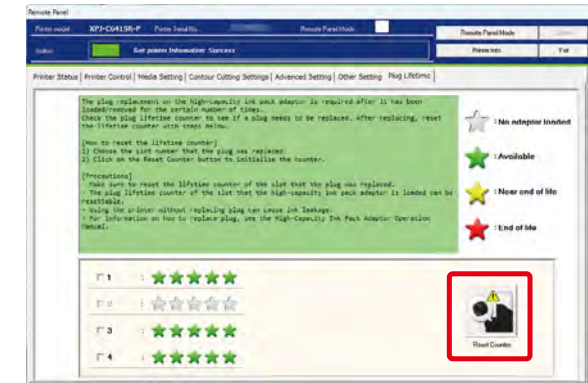 Remote Panel
Printer model XPJ-C641SR-P Printer Serial No. Remote Panel Mode
Remote Panel Mode
Status Get printer Information: Success
Printer Info Exit
Printer Status | Printer Control | Media Setting | Contour Cutting Settings | Advanced Setting | Other Setting | Plug Lifetime
The plug replacement on the high-capacity ink pack adaptor is required after it has been
loaded/removed for the certain number of times.
Check the plug lifetime counter to see if a plug needs to be replaced. After replacing, reset
the lifetime counter with steps below.
[How to reset the lifetime counter]
1) Choose the slot number that the plug was replaced.
2) Click on the Reset Counter button to initialize the counter.
[Precautions]
- Make sure to reset the lifetime counter of the slot that the plug was replaced.
- The plug lifetime counter of the slot that the high-capacity ink pack adaptor is loaded can be
resettable.
- Using the printer without replacing plug can cause ink leakage.
- For information on how to replace plug, see the High-Capacity Ink Pack Adaptor Operation
Manual.
: No adaptor loaded
: Available
: Near end of life
: End of life
1 :
2 :
3 :
4 :
Reset Counter